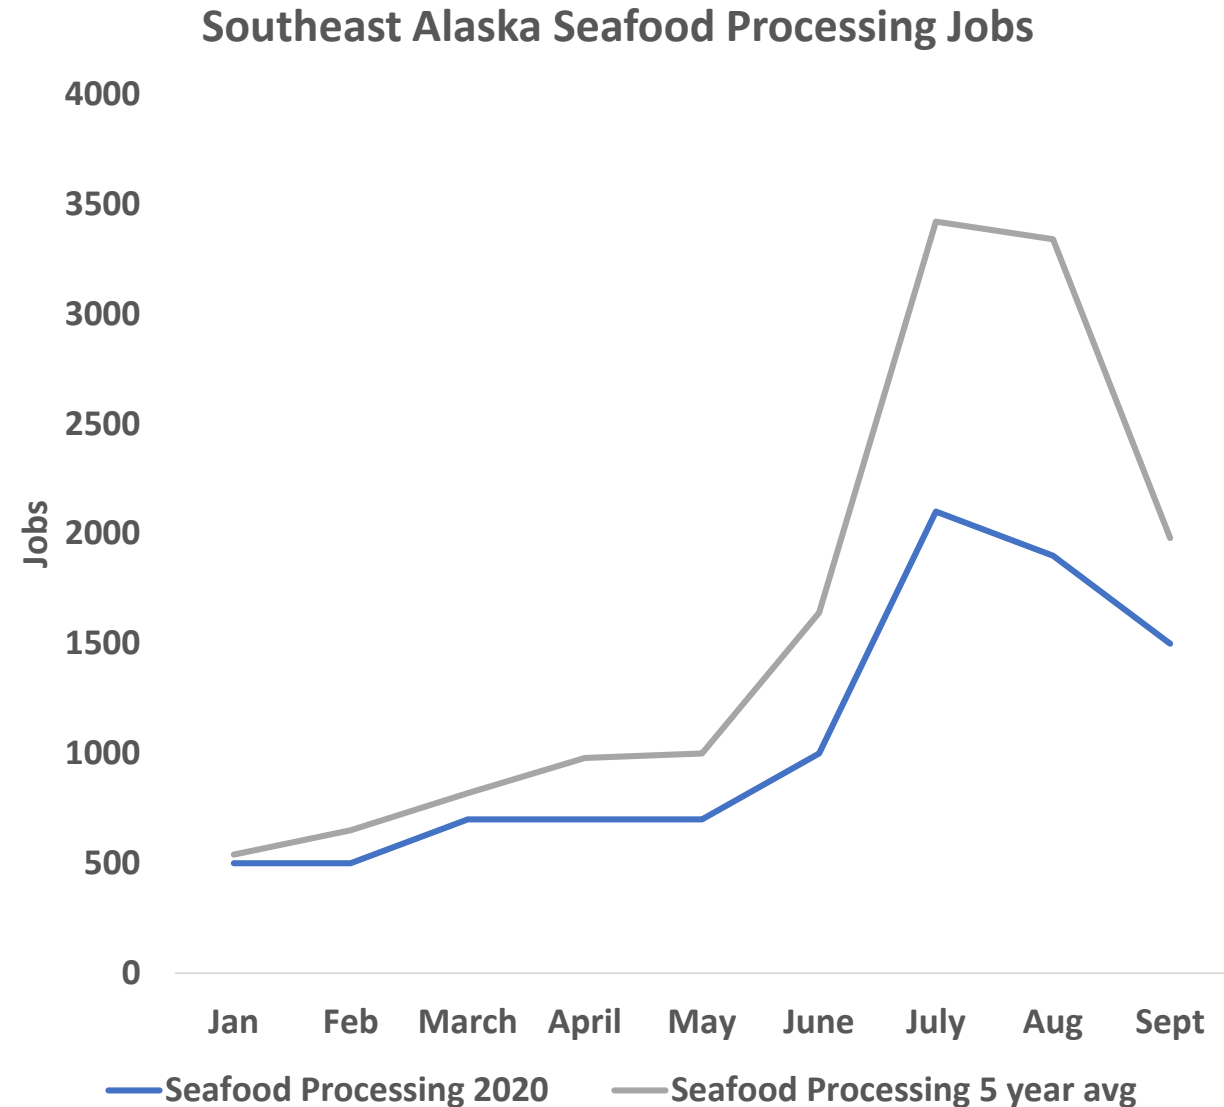 Southeast Alaska Seafood Processing Jobs
4000
3500
3000
2500
2000
1500
1000
500
0
Jobs
Jan Feb March April May June July Aug Sept
Seafood Processing 2020 Seafood Processing 5 year avg